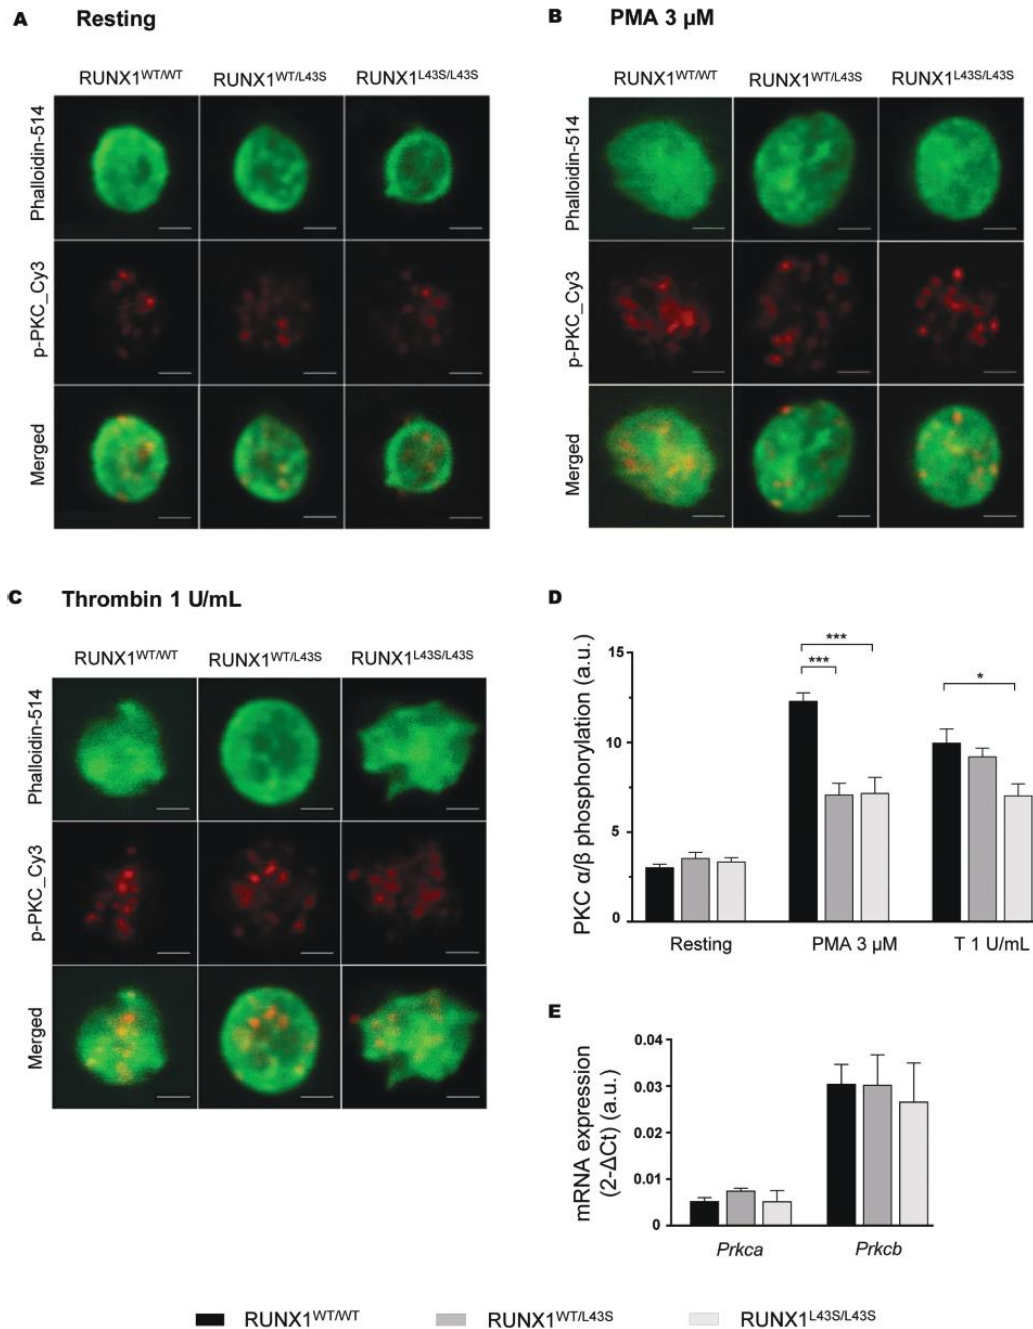 A Resting
RUNX1WT/WT RUNX1WT/L43S RUNX1L43S/L43S
Phalloidin-514
p-PKC_Cy3
Merged
B PMA 3 µM
RUNX1WT/WT RUNX1WT/L43S RUNX1L43S/L43S
Phalloidin-514
p-PKC_Cy3
Merged
C Thrombin 1 U/mL
RUNX1WT/WT RUNX1WT/L43S RUNX1L43S/L43S
Phalloidin-514
p-PKC_Cy3
Merged
D
PKC α/β phosphorylation (a.u.)
15
10
5
0
***
***
*
Resting PMA 3 µM T 1 U/mL
E
mRNA expression
(2-ΔCt) (a.u.)
0.04
0.03
0.02
0.01
0
Prkca Prkcb
RUNX1WT/WT RUNX1WT/L43S RUNX1L43S/L43S